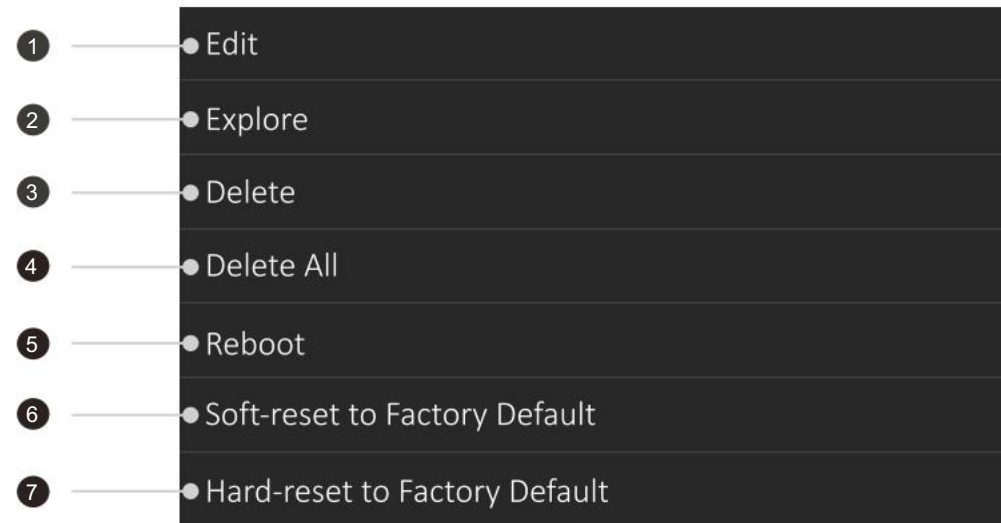 1 Edit
2 Explore
3 Delete
4 Delete All
5 Reboot
6 Soft-reset to Factory Default
7 Hard-reset to Factory Default